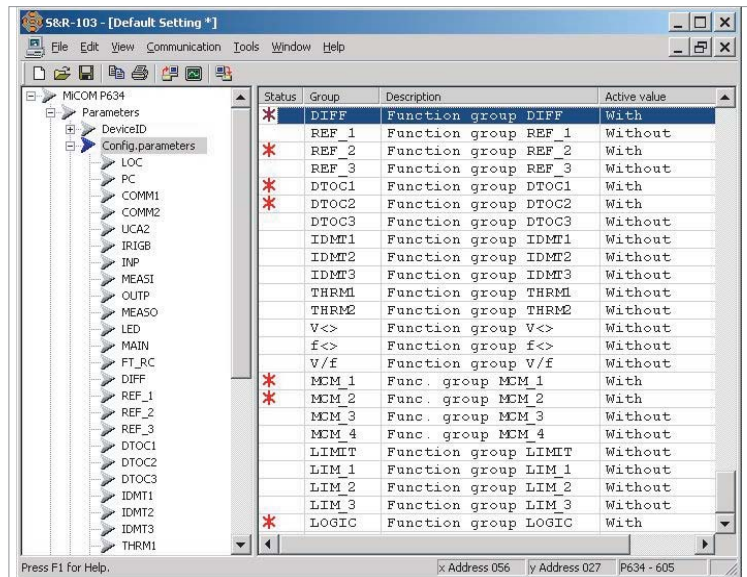 S&R-103 - [Default Setting *]
File Edit View Communication Tools Window Help
MiCOM P634
Parameters
DeviceID
Config.parameters
LOC
PC
COMM1
COMM2
UCA2
IRIGB
INP
MEASI
OUTP
MEASO
LED
MAIN
FT_RC
DIFF
REF_1
REF_2
REF_3
DTOC1
DTOC2
DTOC3
IDMT1
IDMT2
IDMT3
THRM1
Status Group Description Active value
DIFF Function group DIFF With
REF_1 Function group REF_1 Without
REF_2 Function group REF_2 With
REF_3 Function group REF_3 Without
DTOC1 Function group DTOC1 With
DTOC2 Function group DTOC2 With
DTOC3 Function group DTOC3 Without
IDMT1 Function group IDMT1 Without
IDMT2 Function group IDMT2 Without
IDMT3 Function group IDMT3 Without
THRM1 Function group THRM1 Without
THRM2 Function group THRM2 Without
V<> Function group V<> Without
f<> Function group f<> Without
V/f Function group V/f Without
MCM_1 Func. group MCM_1 With
MCM_2 Func. group MCM_2 With
MCM_3 Func. group MCM_3 Without
MCM_4 Func. group MCM_4 Without
LIMIT Function group LIMIT Without
LIM_1 Function group LIM_1 Without
LIM_2 Function group LIM_2 Without
LIM_3 Function group LIM_3 Without
LOGIC Function group LOGIC With
Press F1 for Help. x Address 056 y Address 027 P634 - 605